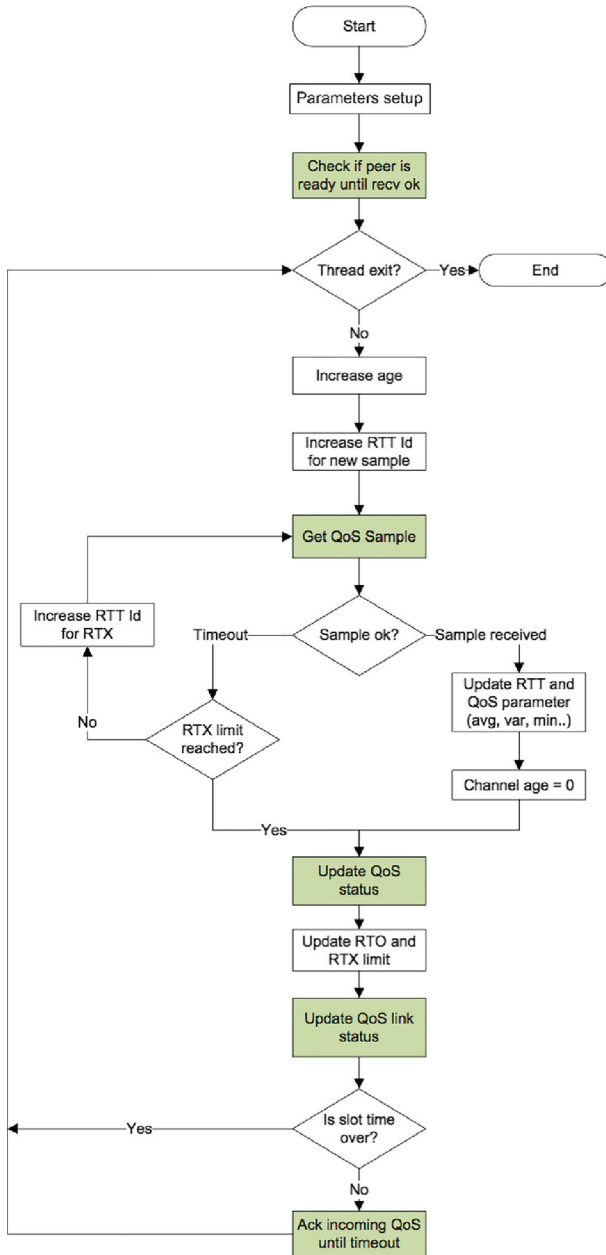 Start
Parameters setup
Check if peer is
ready until recv ok
Thread exit?
Yes
End
No
Increase age
Increase RTT Id
for new sample
Get QoS Sample
Increase RTT Id
for RTX
Timeout
Sample ok?
Sample received
Update RTT and
QoS parameter
(avg, var, min..)
No
RTX limit
reached?
Channel age = 0
Yes
Update QoS
status
Update RTO and
RTX limit
Update QoS link
status
Is slot time
over?
Yes
No
Ack incoming QoS
until timeout